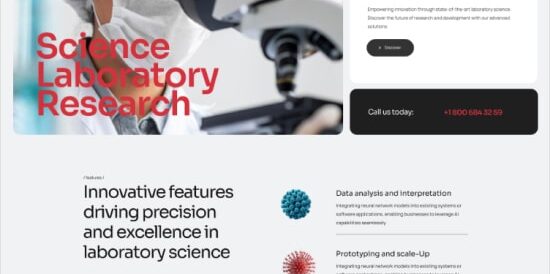 Science
Laboratory
Research
Empowering innovation through state-of-the-art laboratory science.
Discover the future of research and development with our advanced
solutions
Discover
Call us today:
+1 800 584 32 59
/ features /
Innovative features
driving precision
and excellence in
laboratory science
Data analysis and interpretation
Integrating neural network models into existing systems or
software applications, enabling businesses to leverage AI
capabilities seamlessly.
Prototyping and scale-Up
Integrating neural network models into existing systems or